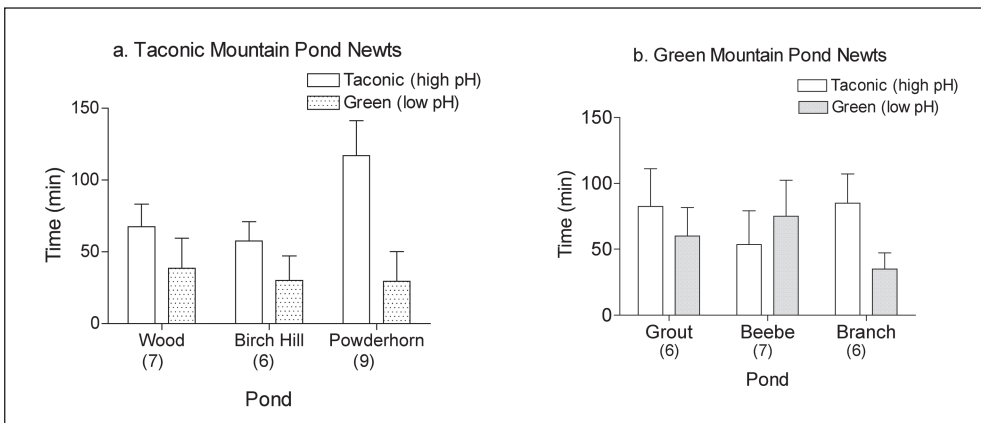 a. Taconic Mountain Pond Newts
Taconic (high pH)
Green (low pH)
150
100
50
0
Time (min)
Wood
(7)
Birch Hill
(6)
Powderhorn
(9)
Pond
b. Green Mountain Pond Newts
Taconic (high pH)
Green (low pH)
150
100
50
0
Time (min)
Grout
(6)
Beebe
(7)
Branch
(6)
Pond